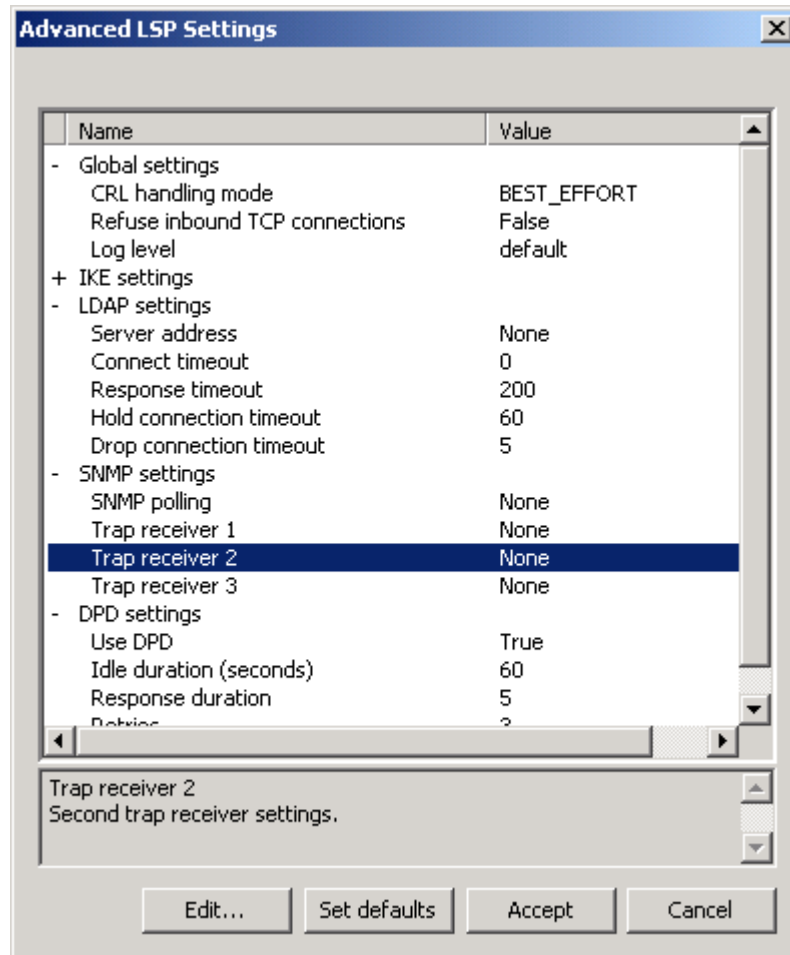 Advanced LSP Settings
Name Value
- Global settings
CRL handling mode BEST_EFFORT
Refuse inbound TCP connections False
Log level default
+ IKE settings
- LDAP settings
Server address None
Connect timeout 0
Response timeout 200
Hold connection timeout 60
Drop connection timeout 5
- SNMP settings
SNMP polling None
Trap receiver 1 None
Trap receiver 2 None
Trap receiver 3 None
- DPD settings
Use DPD True
Idle duration (seconds) 60
Response duration 5
Retries 3
Trap receiver 2
Second trap receiver settings.
Edit... Set defaults Accept Cancel